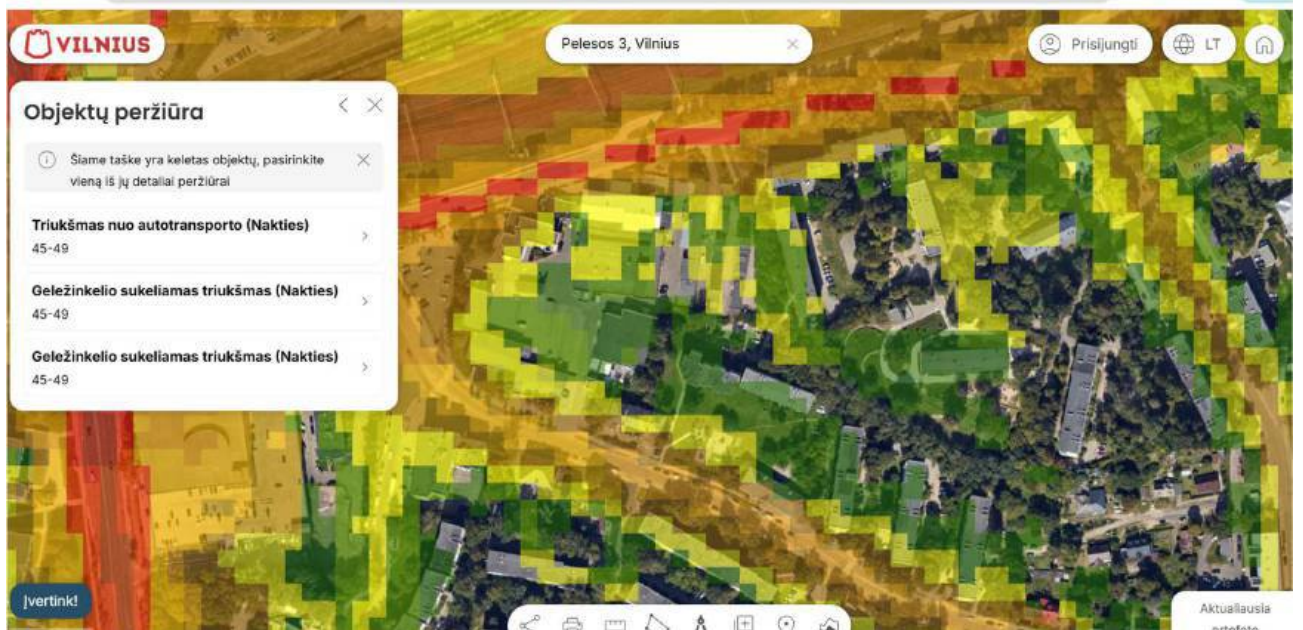 VILNIUS
Pelesos 3, Vilnius
Prisijungti
LT
Objektų peržiūra
Šiame taške yra keletas objektų, pasirinkite
vieną iš jų detaliai peržiūrai
Triukšmas nuo autotransporto (Nakties)
45-49
Geležinkelio sukeliamas triukšmas (Nakties)
45-49
Geležinkelio sukeliamas triukšmas (Nakties)
45-49
Įvertink!
Aktualiausia
ortofoto